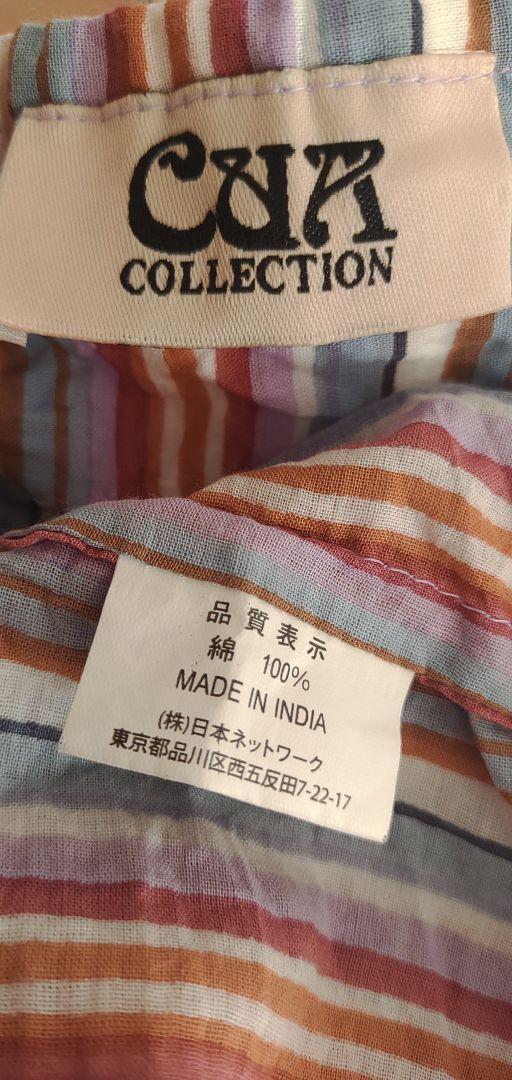 CUA
COLLECTION
品質表示
綿 100%
MADE IN INDIA
(株)日本ネットワーク
東京都品川区西五反田7-22-17